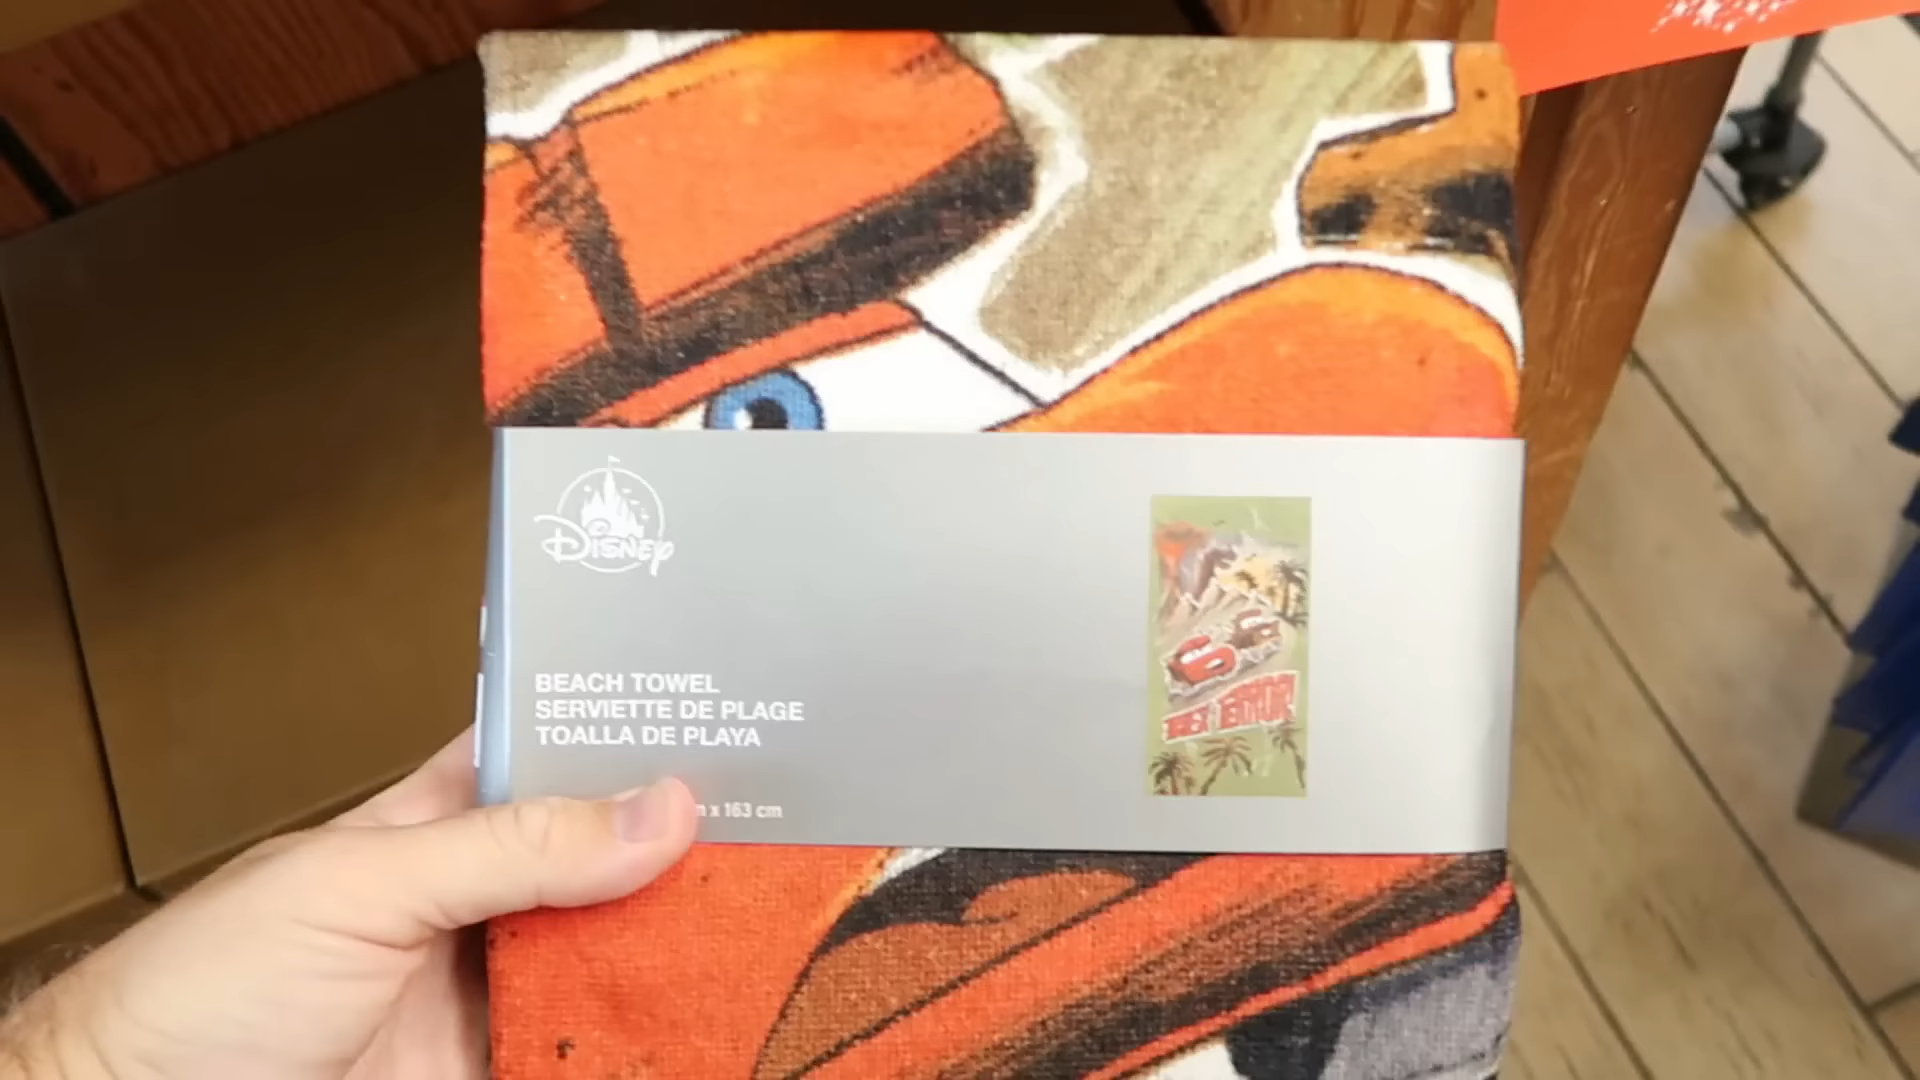 Disney
BEACH TOWEL
SERVIETTE DE PLAGE
TOALLA DE PLAYA
x 163 cm